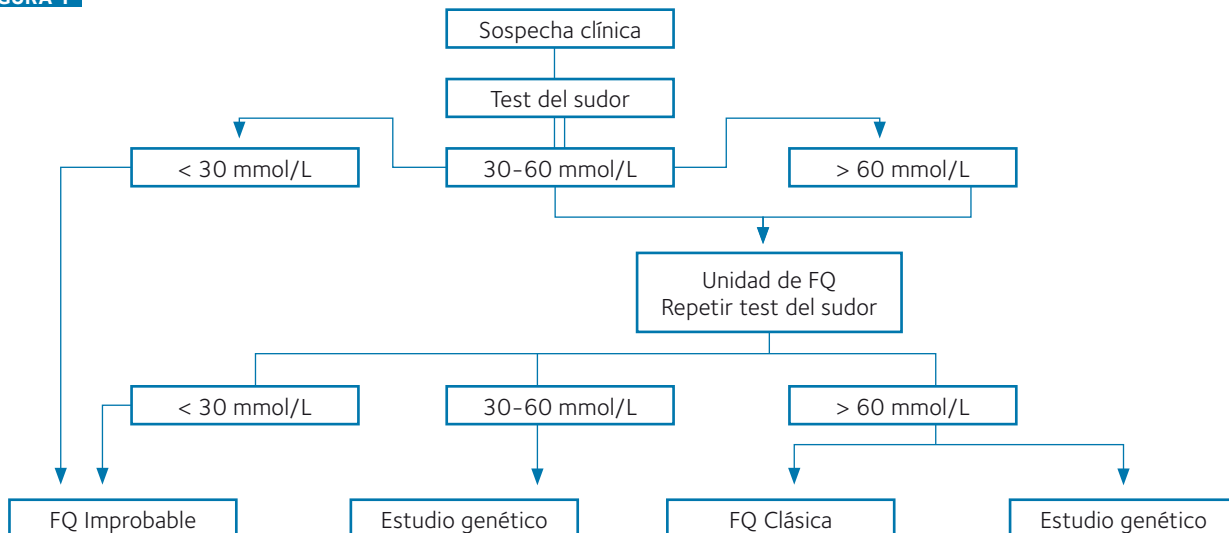 Sospecha clínica
Test del sudor
< 30 mmol/L
30-60 mmol/L
> 60 mmol/L
Unidad de FQ
Repetir test del sudor
< 30 mmol/L
30-60 mmol/L
> 60 mmol/L
FQ Improbable
Estudio genético
FQ Clásica
Estudio genético